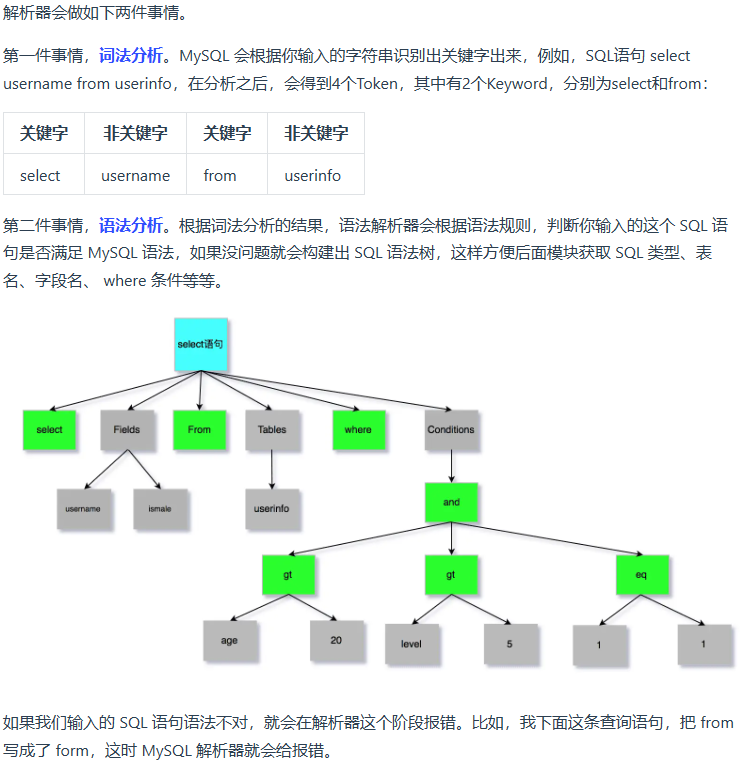 解析器会做如下两件事情。
第一件事情，词法分析。MySQL 会根据你输入的字符串识别出关键字出来，例如，SQL语句 select
username from userinfo，在分析之后，会得到4个Token，其中有2个Keyword，分别为select和from：
关键字 非关键字 关键字 非关键字
select username from userinfo
第二件事情，语法分析。根据词法分析的结果，语法解析器会根据语法规则，判断你输入的这个 SQL 语
句是否满足 MySQL 语法，如果没问题就会构建出 SQL 语法树，这样方便后面模块获取 SQL 类型、表
名、字段名、 where 条件等等。
select语句
select Fields From Tables where Conditions
username ismale userinfo and
gt gt eq
age 20 level 5 1 1
如果我们输入的 SQL 语句语法不对，就会在解析器这个阶段报错。比如，我下面这条查询语句，把 from
写成了 form，这时 MySQL 解析器就会给报错。